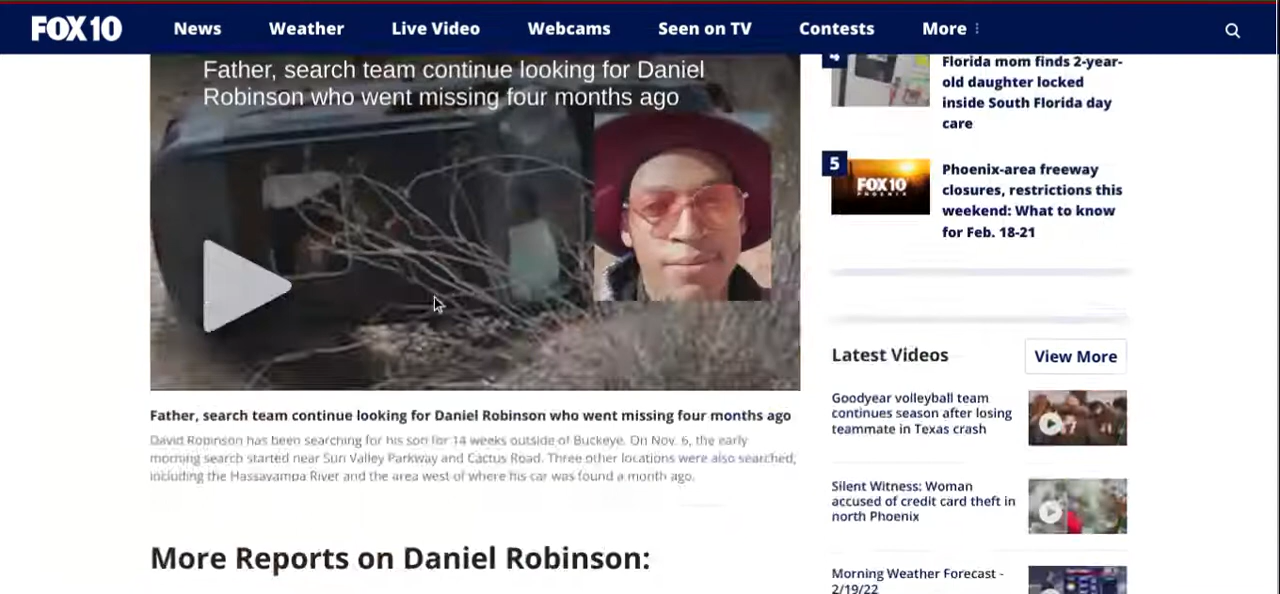 FOX 10
News
Weather
Live Video
Webcams
Seen on TV
Contests
More
Father, search team continue looking for Daniel
Robinson who went missing four months ago
Father, search team continue looking for Daniel Robinson who went missing four months ago
David Robinson has been searching for his son for 14 weeks outside of Buckeye. On Nov. 6, the early
morning search started near Sun Valley Parkway and Cactus Road. Three other locations were also searched,
including the Hassayampa River and the area west of where his car was found a month ago.
More Reports on Daniel Robinson:
4
Florida mom finds 2-year-
old daughter locked
inside South Florida day
care
5
FOX 10
PHOENIX
Phoenix-area freeway
closures, restrictions this
weekend: What to know
for Feb. 18-21
Latest Videos
View More
Goodyear volleyball team
continues season after losing
teammate in Texas crash
Silent Witness: Woman
accused of credit card theft in
north Phoenix
Morning Weather Forecast -
2/19/22